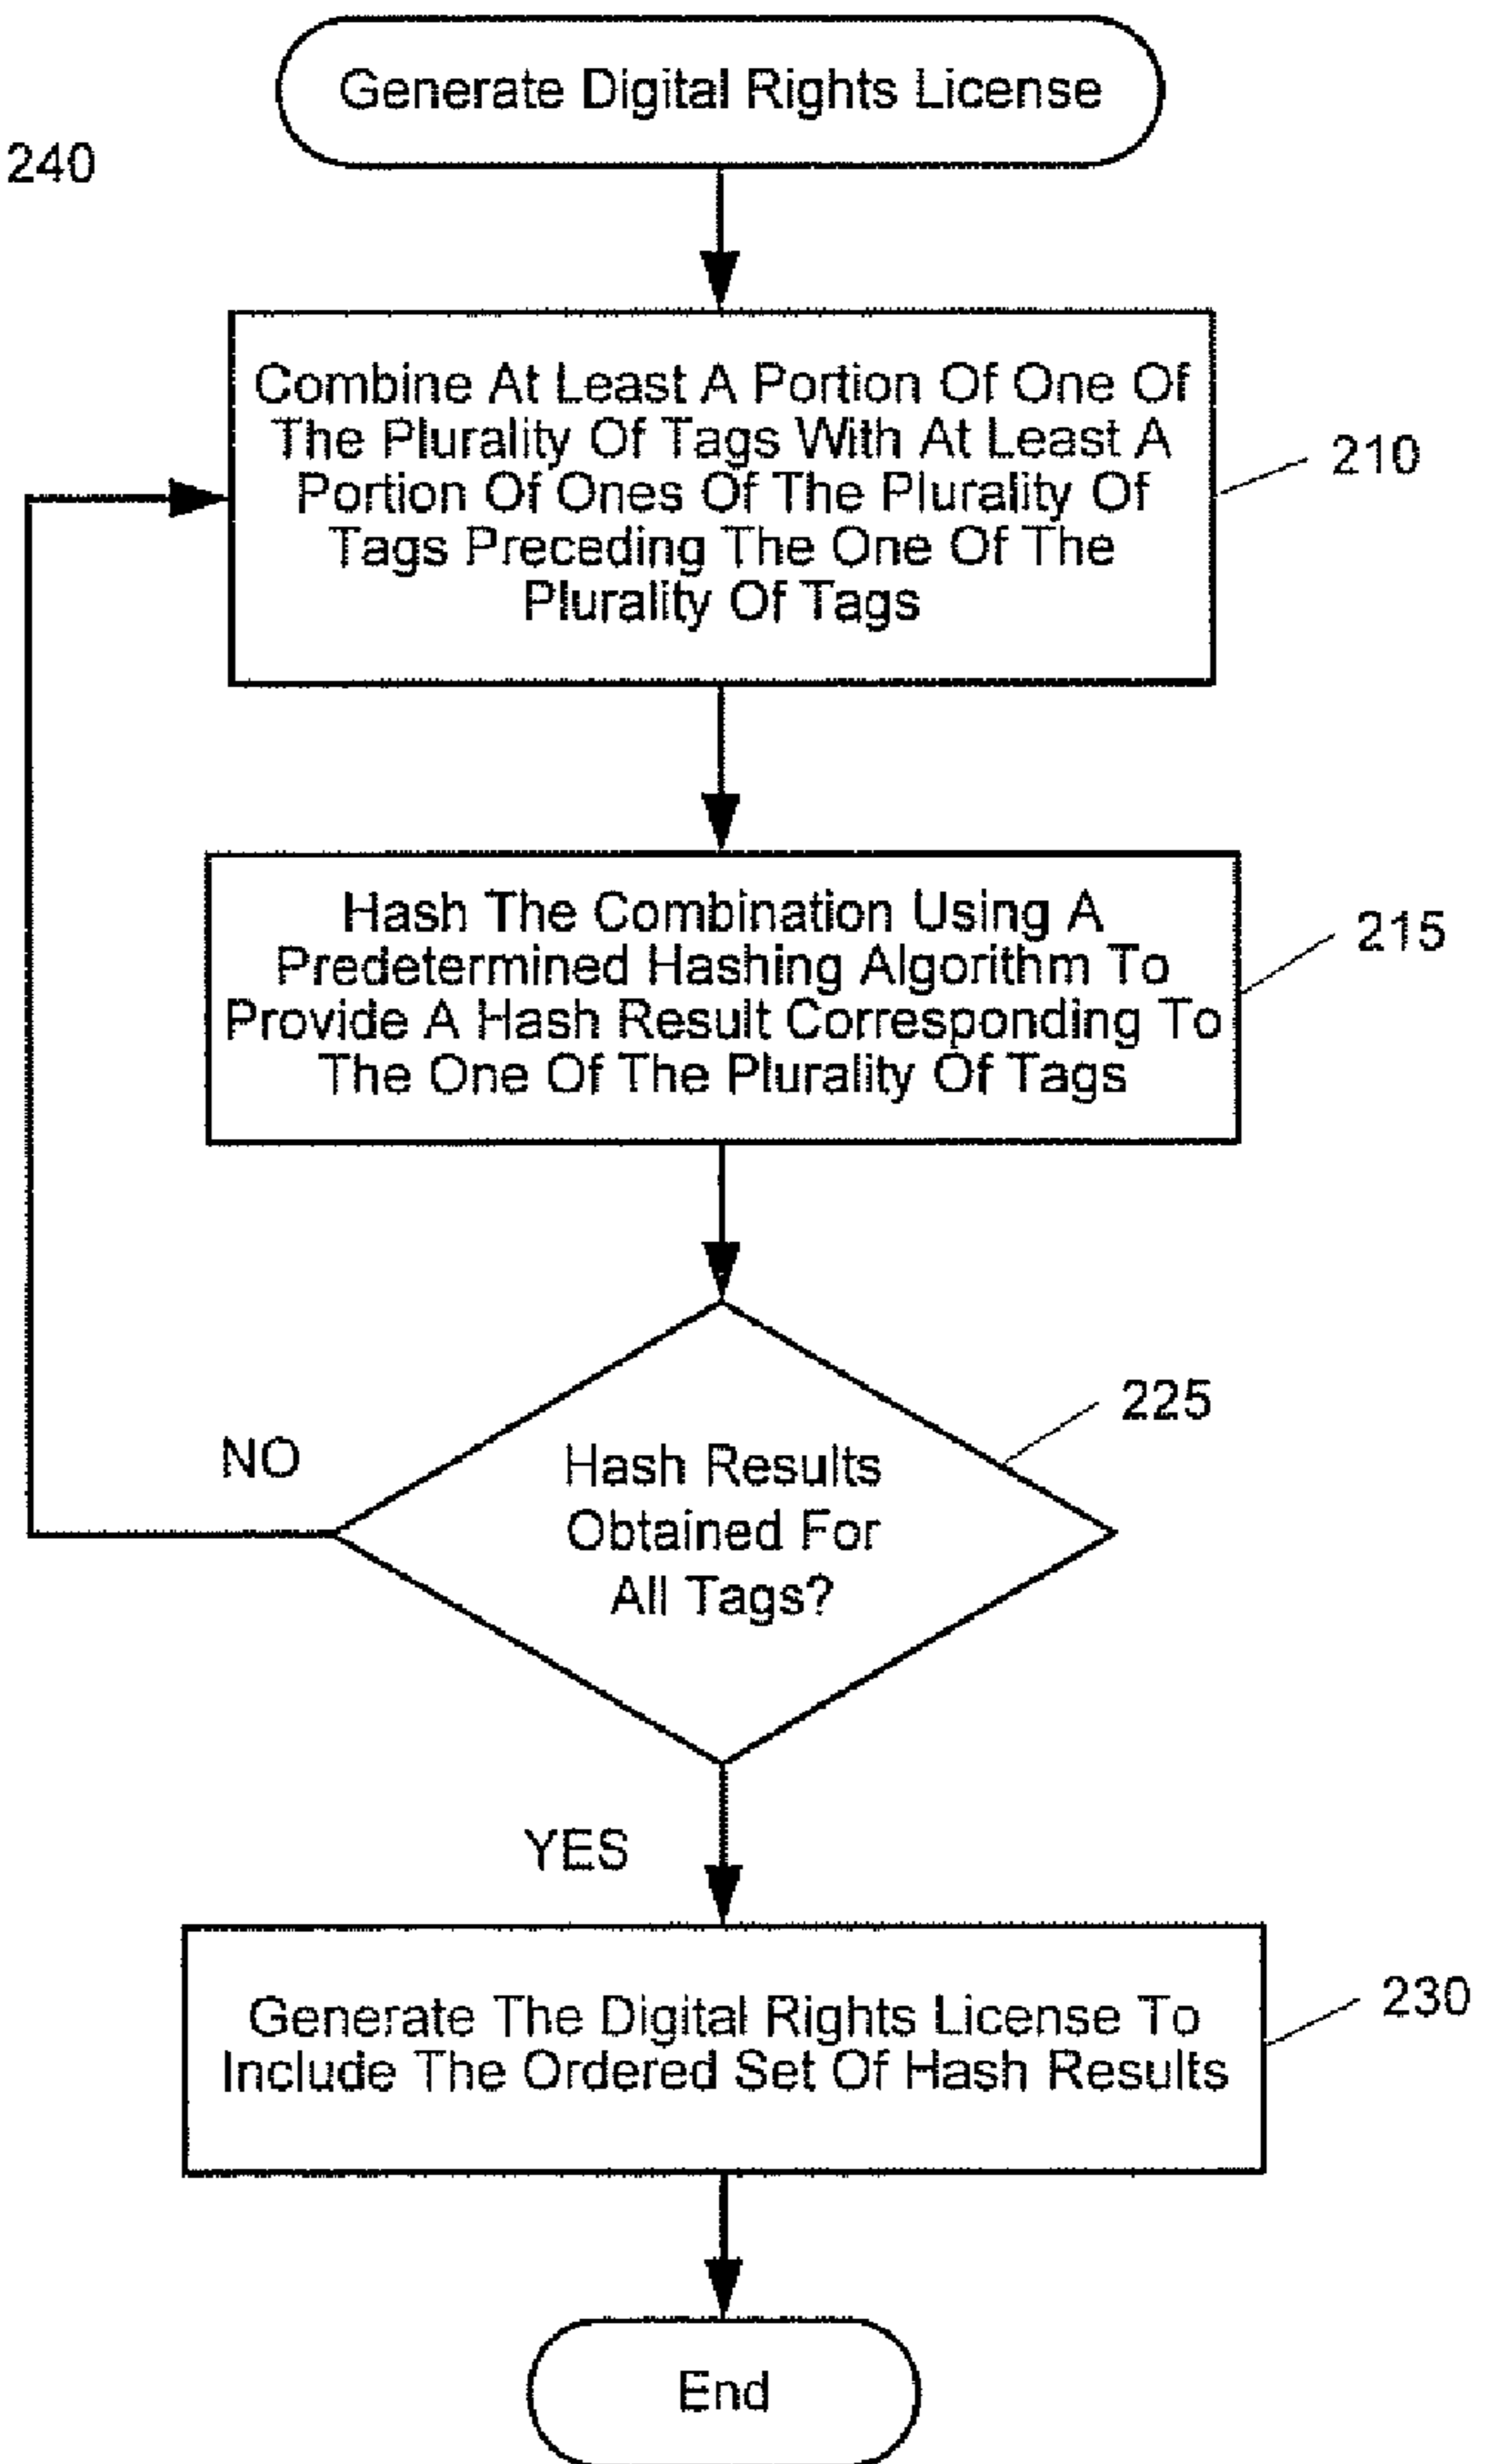 Generate Digital Rights License
240
Combine At Least A Portion Of One Of
The Plurality Of Tags With At Least A
Portion Of Ones Of The Plurality Of
Tags Preceding The One Of The
Plurality Of Tags
210
Hash The Combination Using A
Predetermined Hashing Algorithm To
Provide A Hash Result Corresponding To
The One Of The Plurality Of Tags
215
225
NO
Hash Results
Obtained For
All Tags?
YES
Generate The Digital Rights License To
Include The Ordered Set Of Hash Results
230
End